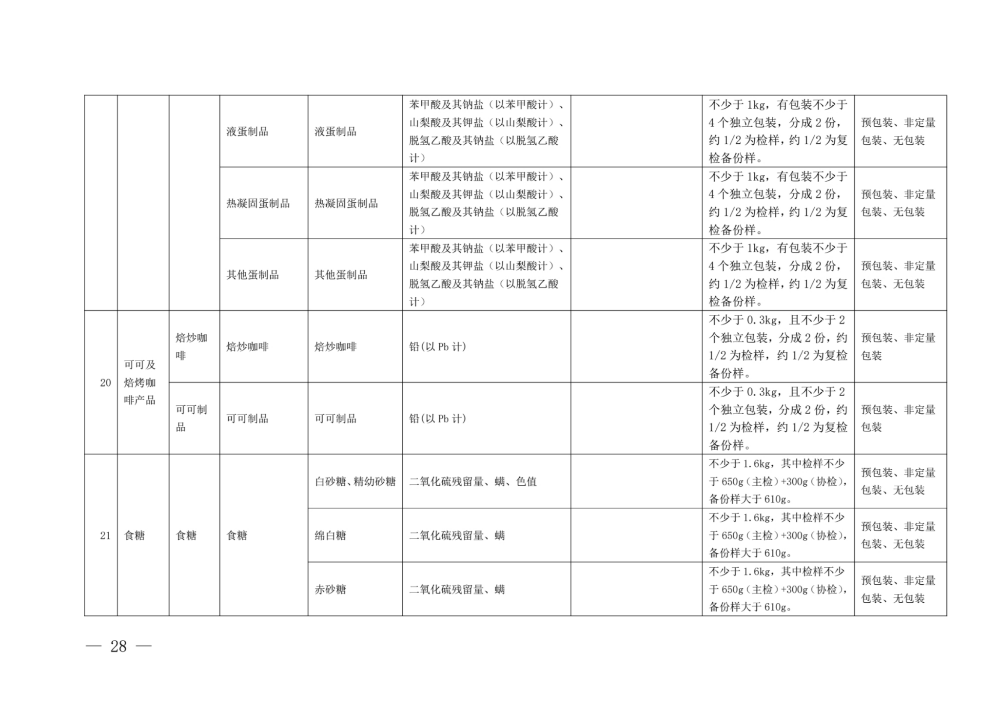 液蛋制品
液蛋制品
苯甲酸及其钠盐（以苯甲酸计）、
山梨酸及其钾盐（以山梨酸计）、
脱氢乙酸及其钠盐（以脱氢乙酸
计）
不少于 1kg，有包装不少于
4 个独立包装，分成 2 份，
约 1/2 为检样，约 1/2 为复
检备份样。
预包装、非定量
包装、无包装
热凝固蛋制品
热凝固蛋制品
苯甲酸及其钠盐（以苯甲酸计）、
山梨酸及其钾盐（以山梨酸计）、
脱氢乙酸及其钠盐（以脱氢乙酸
计）
不少于 1kg，有包装不少于
4 个独立包装，分成 2 份，
约 1/2 为检样，约 1/2 为复
检备份样。
预包装、非定量
包装、无包装
其他蛋制品
其他蛋制品
苯甲酸及其钠盐（以苯甲酸计）、
山梨酸及其钾盐（以山梨酸计）、
脱氢乙酸及其钠盐（以脱氢乙酸
计）
不少于 1kg，有包装不少于
4 个独立包装，分成 2 份，
约 1/2 为检样，约 1/2 为复
检备份样。
预包装、非定量
包装、无包装
20
可可及
焙烤咖
啡产品
焙炒咖
啡
焙炒咖啡
焙炒咖啡
铅(以 Pb 计)
不少于 0.3kg，且不少于 2
个独立包装，分成 2 份，约
1/2 为检样，约 1/2 为复检
备份样。
预包装、非定量
包装
可可制
品
可可制品
可可制品
铅(以 Pb 计)
不少于 0.3kg，且不少于 2
个独立包装，分成 2 份，约
1/2 为检样，约 1/2 为复检
备份样。
预包装、非定量
包装
21
食糖
食糖
食糖
白砂糖、精幼砂糖
二氧化硫残留量、螨、色值
不少于 1.6kg，其中检样不少
于 650g（主检）+300g（协检），
备份样大于 610g。
预包装、非定量
包装、无包装
绵白糖
二氧化硫残留量、螨
不少于 1.6kg，其中检样不少
于 650g（主检）+300g（协检），
备份样大于 610g。
预包装、非定量
包装、无包装
赤砂糖
二氧化硫残留量、螨
不少于 1.6kg，其中检样不少
于 650g（主检）+300g（协检），
备份样大于 610g。
预包装、非定量
包装、无包装
— 28 —